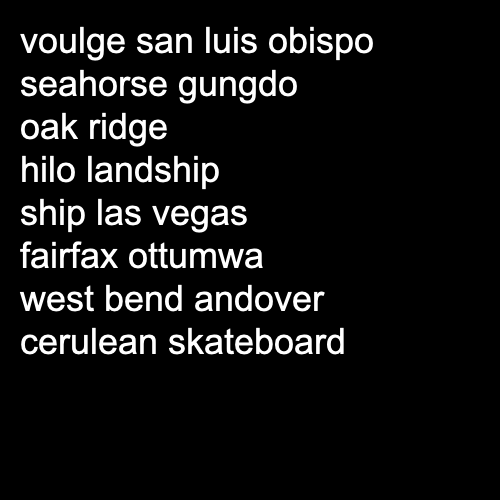 voulge san luis obispo
seahorse gungdo
oak ridge
hilo landship
ship las vegas
fairfax ottumwa
west bend andover
cerulean skateboard